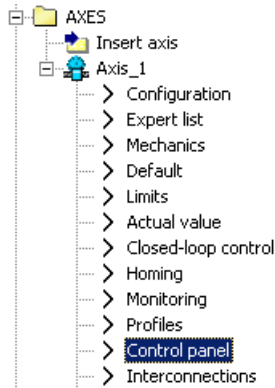 AXES
Insert axis
Axis_1
Configuration
Expert list
Mechanics
Default
Limits
Actual value
Closed-loop control
Homing
Monitoring
Profiles
Control panel
Interconnections